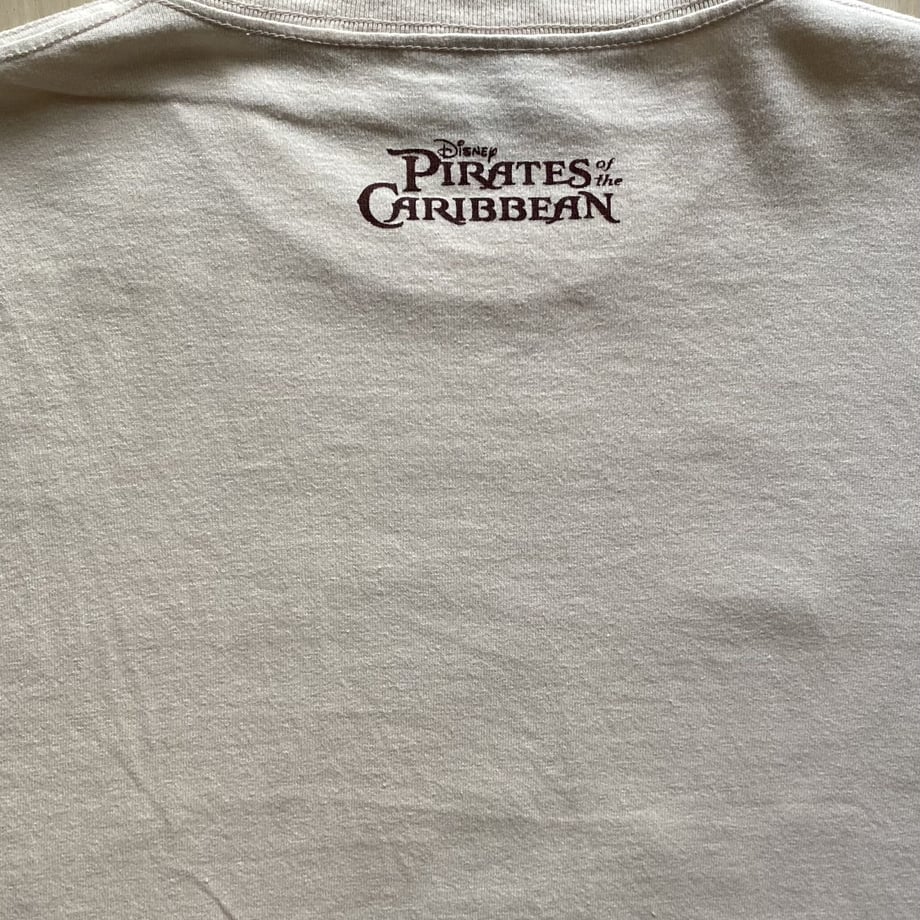 Disney
PIRATES of the
CARIBBEAN